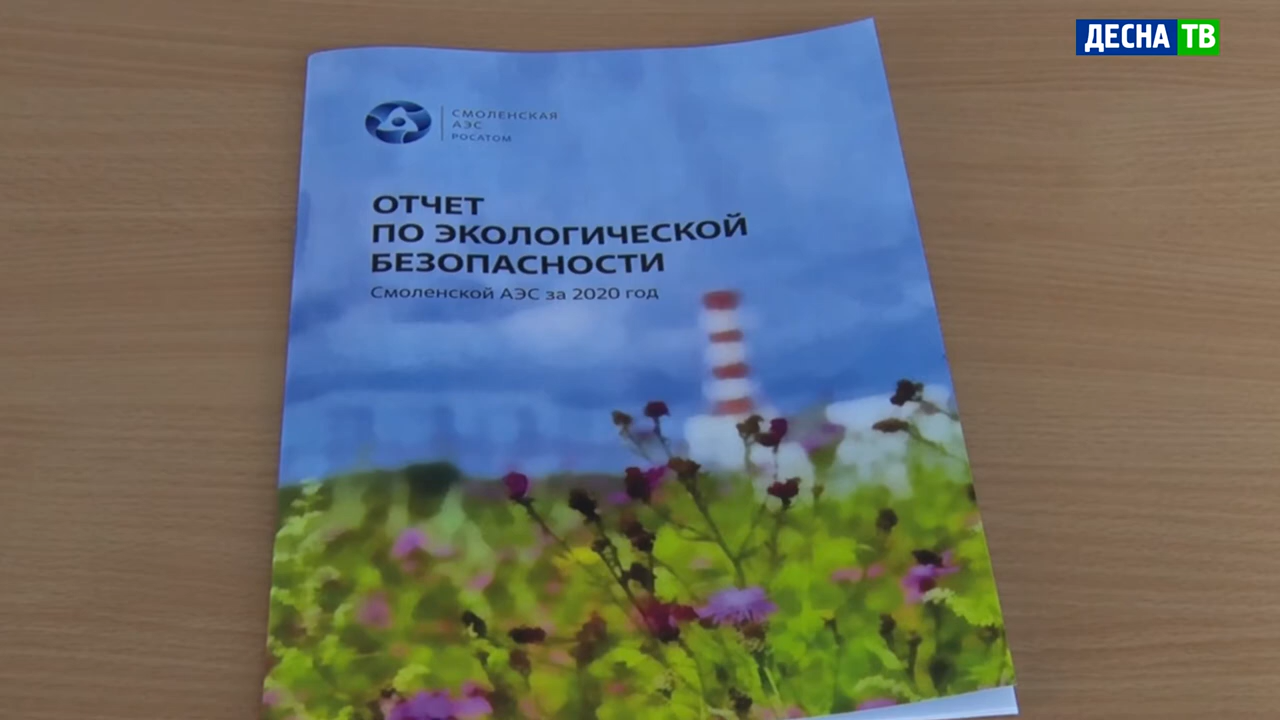 ДЕСНА ТВ
СМОЛЕНСКАЯ
АЭС
РОСАТОМ
ОТЧЕТ
ПО ЭКОЛОГИЧЕСКОЙ
БЕЗОПАСНОСТИ
Смоленской АЭС за 2020 год